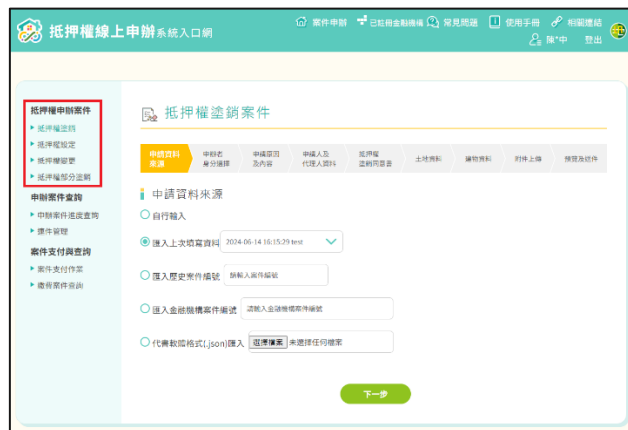 抵押權線上申辦系統入口網
案件申辦 已註冊金融機構 常見問題 使用手冊 相關連結
陳*中 登出
抵押權申辦案件
抵押權塗銷
抵押權設定
抵押權變更
抵押權部分塗銷
申辦案件查詢
申辦案件進度查詢
遞件管理
案件支付與查詢
案件支付作業
繳費案件查詢
抵押權塗銷案件
申請資料來源
申辦者身分選擇
申請原因及內容
申請人及代理人資料
抵押權塗銷同意書
土地資料
建物資料
附件上傳
預覽及送件
申請資料來源
自行輸入
匯入上次填寫資料 2024-06-14 16:15:29 test
匯入歷史案件編號 請輸入案件編號
匯入金融機構案件編號 請輸入金融機構案件編號
代書軟體格式(.json)匯入 選擇檔案 未選擇任何檔案
下一步